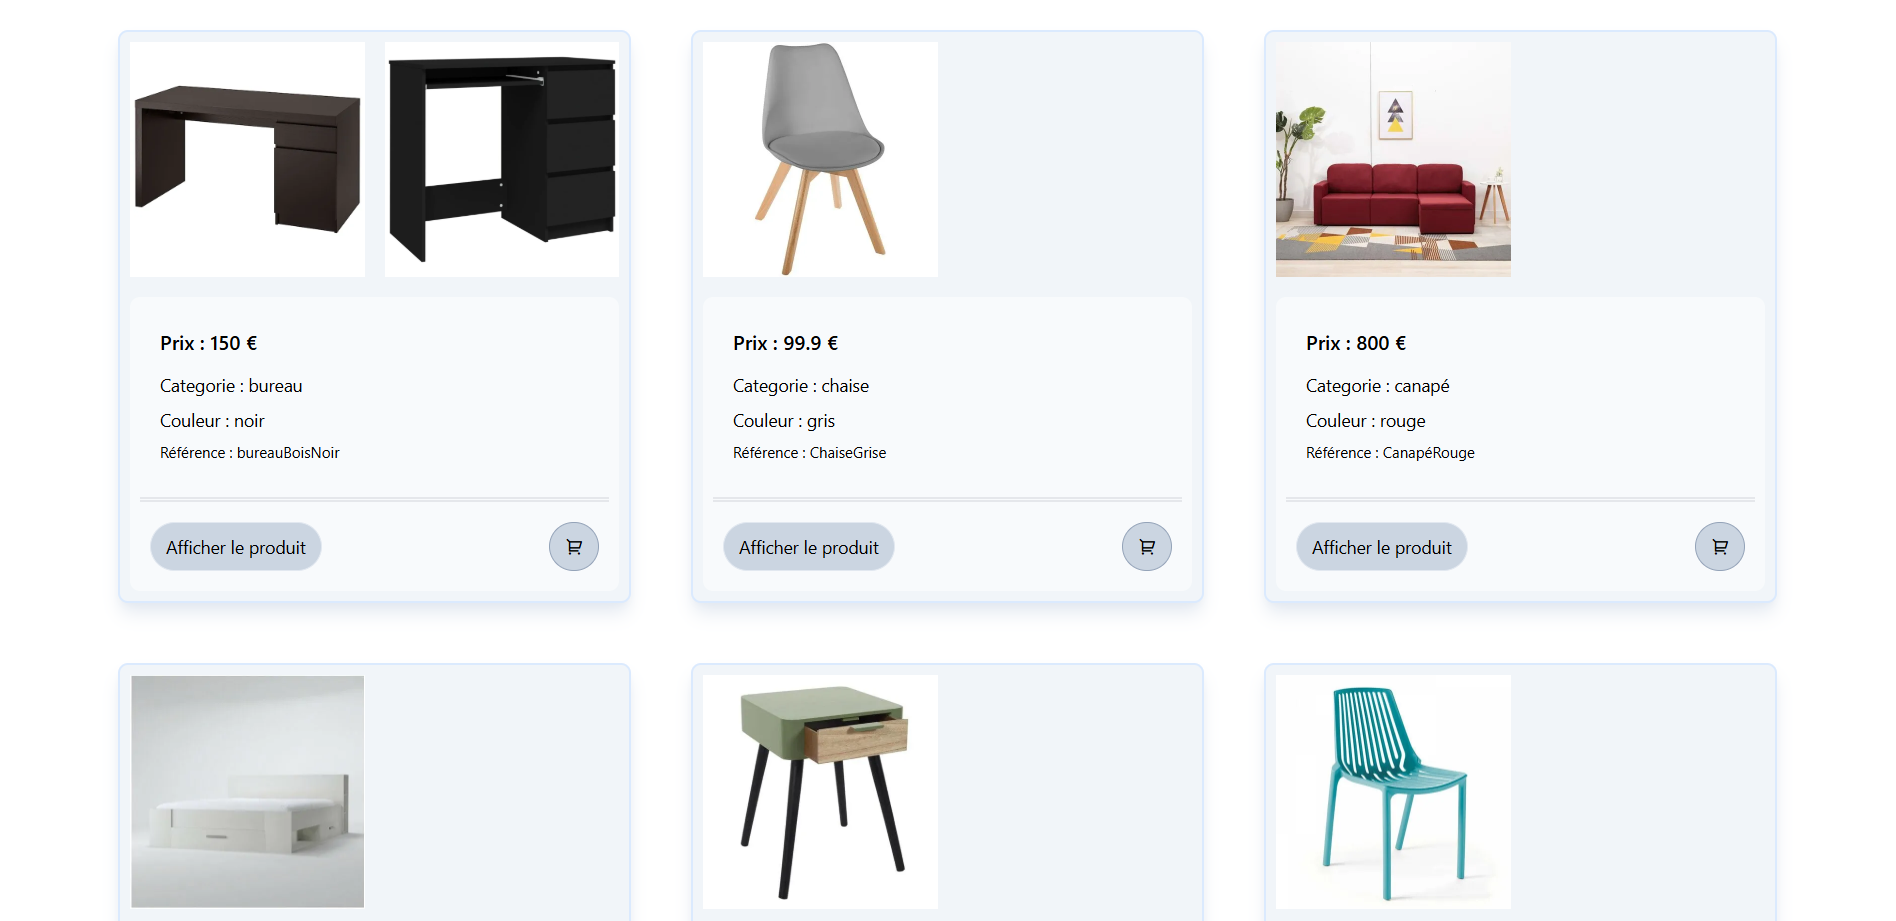 Prix : 150 €
Categorie : bureau
Couleur : noir
Référence : bureauBoisNoir
Afficher le produit
Prix : 99.9 €
Categorie : chaise
Couleur : gris
Référence : ChaiseGrise
Afficher le produit
Prix : 800 €
Categorie : canapé
Couleur : rouge
Référence : CanapéRouge
Afficher le produit